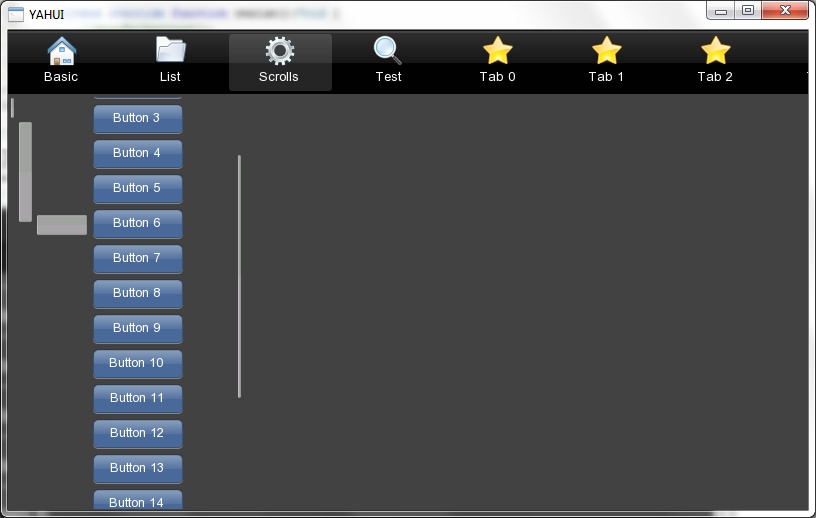 YAHUI
Basic List Scrolls Test Tab 0 Tab 1 Tab 2
Button 3
Button 4
Button 5
Button 6
Button 7
Button 8
Button 9
Button 10
Button 11
Button 12
Button 13
Button 14